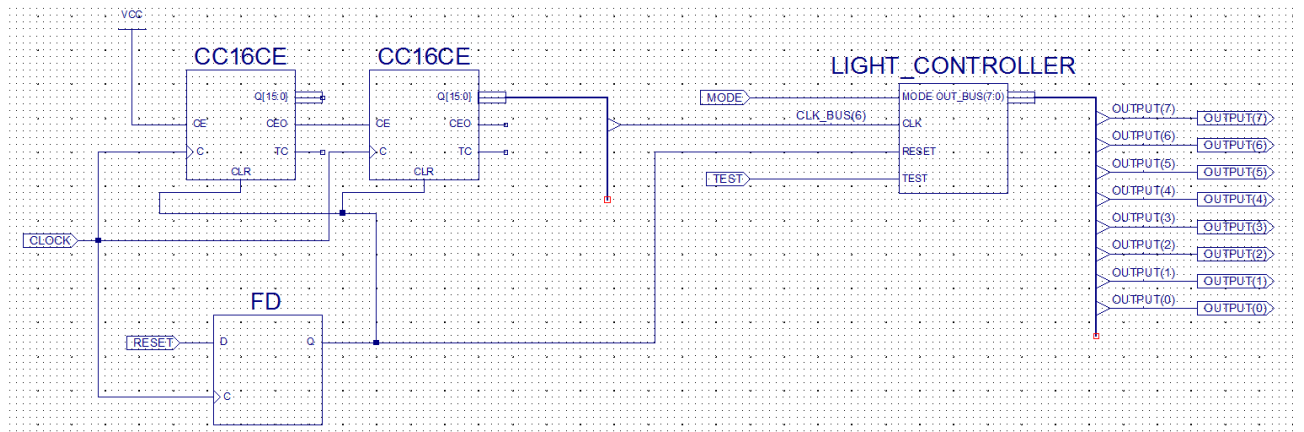 VCC
CC16CE
CC16CE
LIGHT_CONTROLLER
Q[15:0]
CE
CEO
C
TC
CLR
Q[15:0]
CE
CEO
C
TC
CLR
MODE
CLK_BUS(6)
TEST
MODE OUT_BUS(7:0)
CLK
RESET
TEST
OUTPUT(7)
OUTPUT(7)
OUTPUT(6)
OUTPUT(6)
OUTPUT(5)
OUTPUT(5)
OUTPUT(4)
OUTPUT(4)
OUTPUT(3)
OUTPUT(3)
OUTPUT(2)
OUTPUT(2)
OUTPUT(1)
OUTPUT(1)
OUTPUT(0)
OUTPUT(0)
CLOCK
FD
RESET
D
Q
C